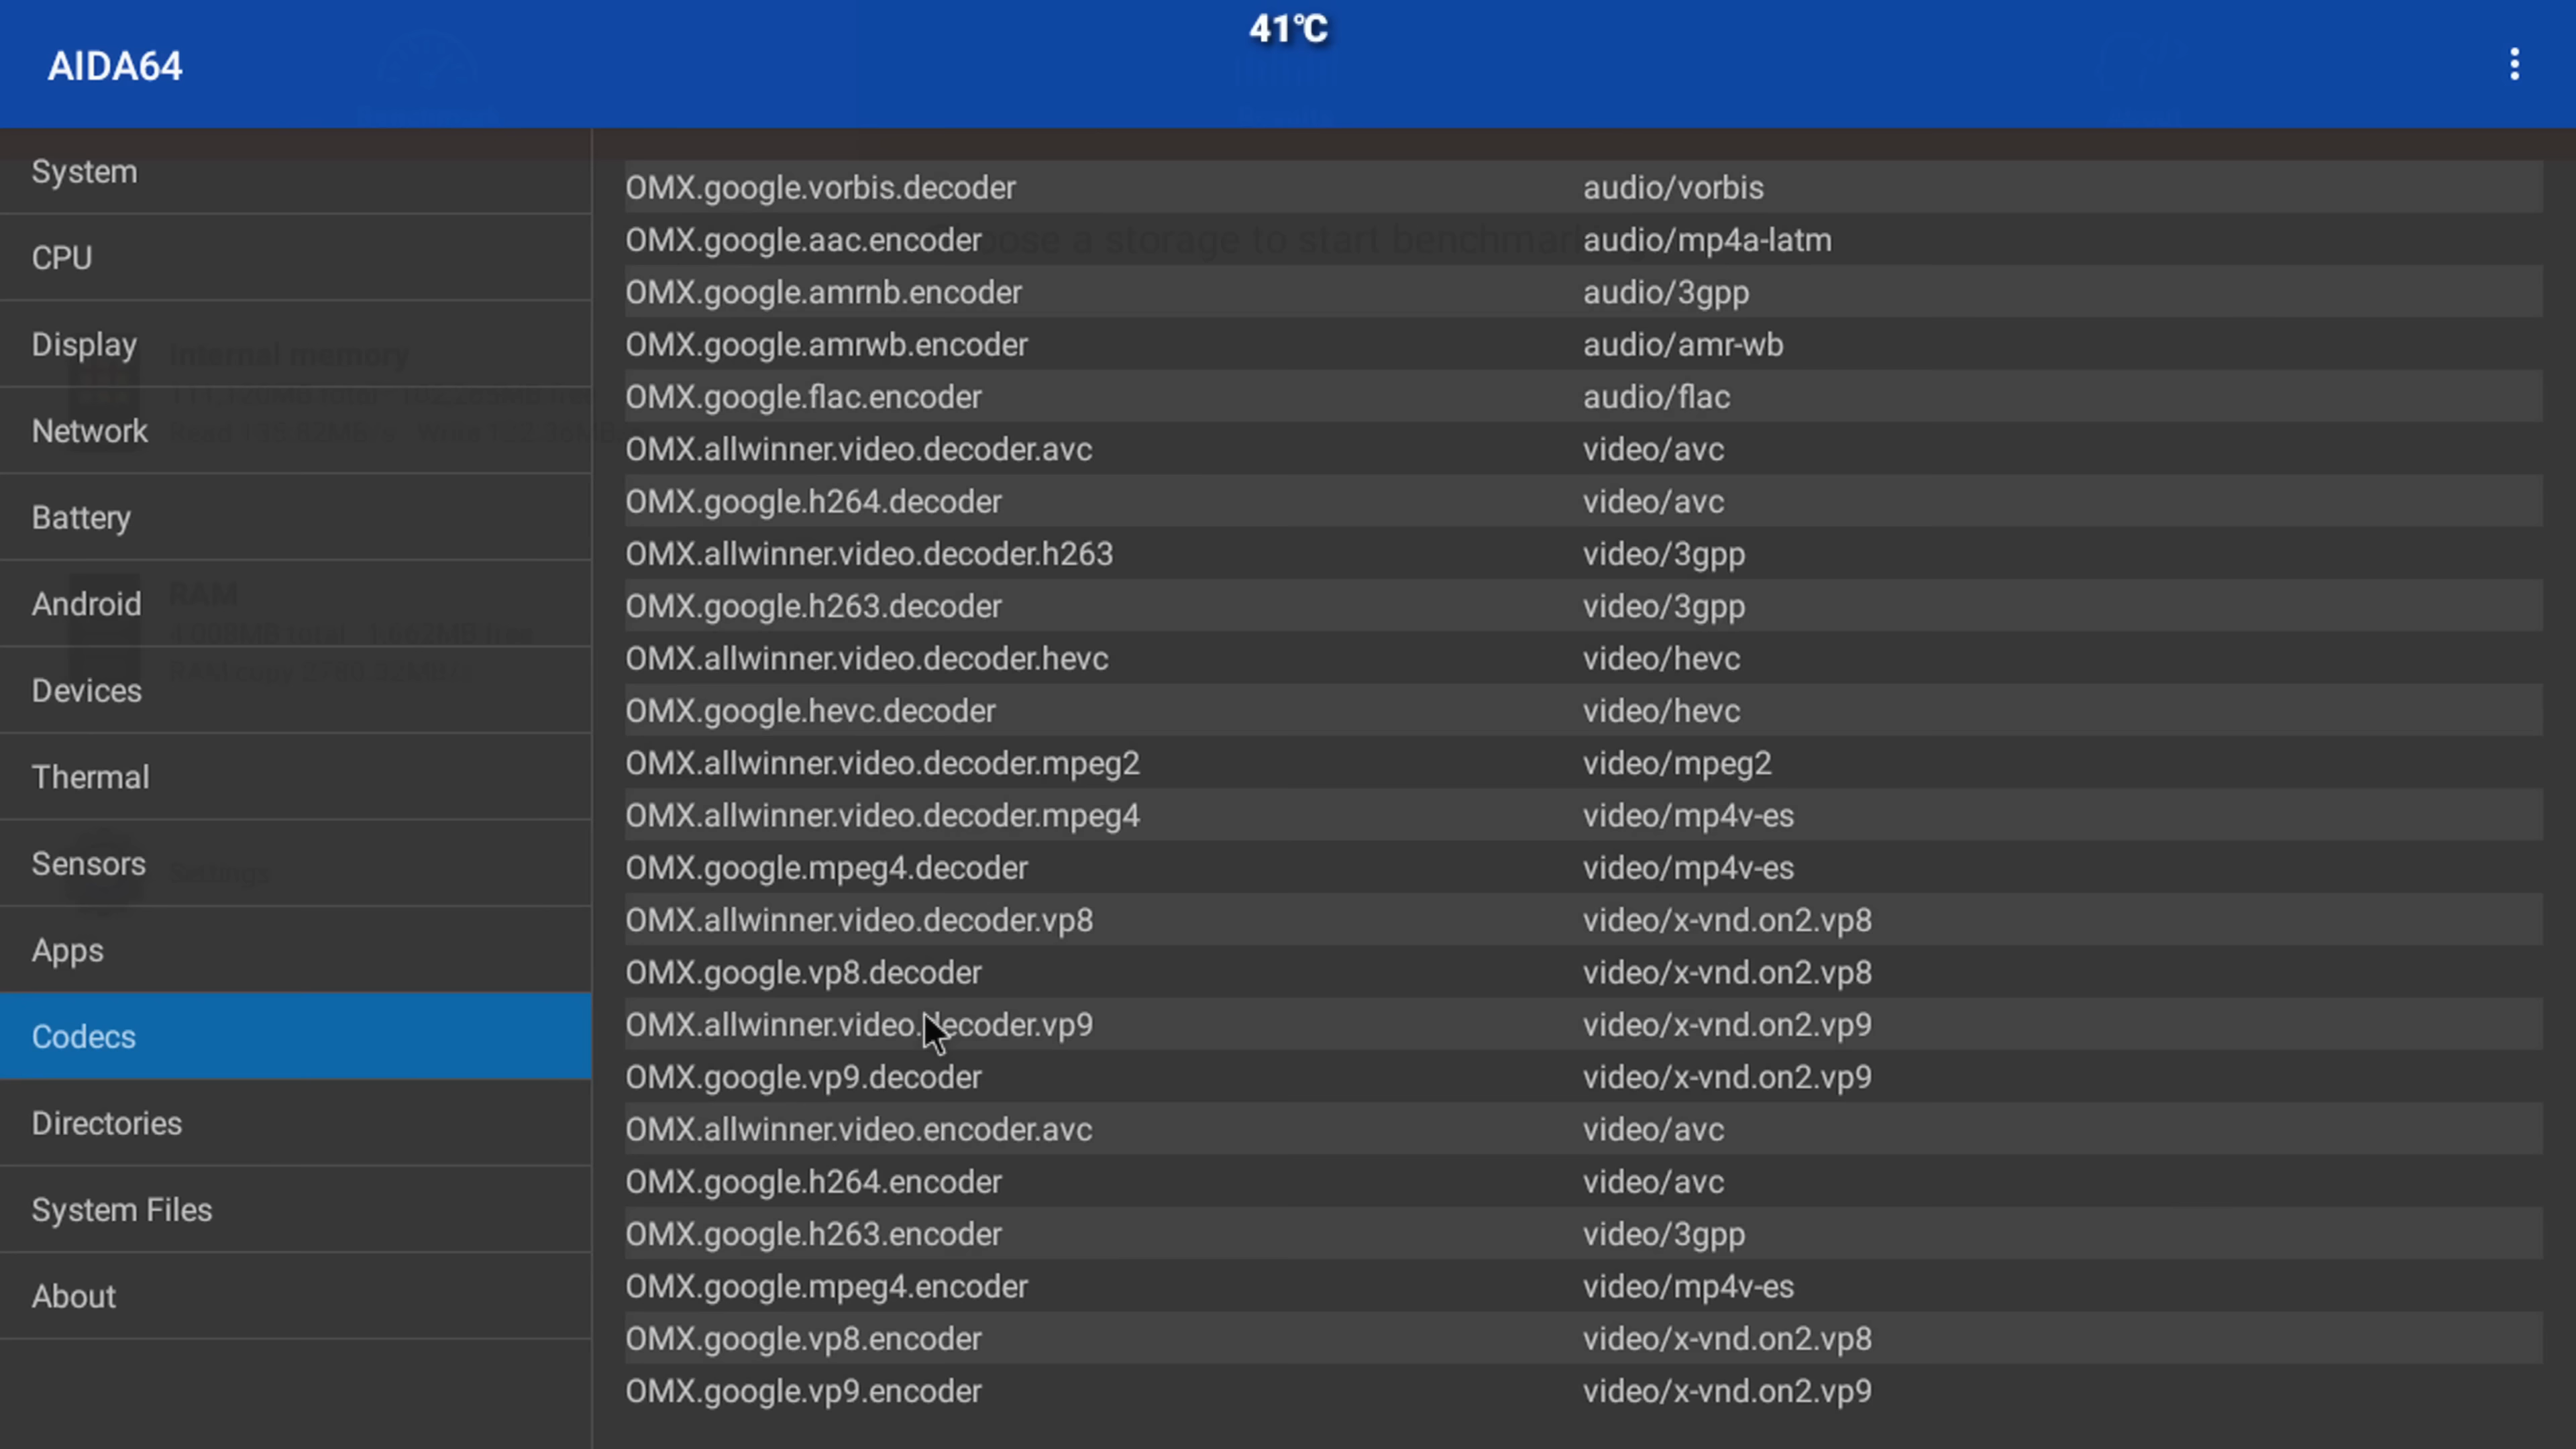 41°C
AIDA64
System
CPU
Display
Network
Battery
Android
Devices
Thermal
Sensors
Apps
Codecs
Directories
System Files
About
OMX.google.vorbis.decoder audio/vorbis
OMX.google.aac.encoder audio/mp4a-latm
OMX.google.amrnb.encoder audio/3gpp
OMX.google.amrwb.encoder audio/amr-wb
OMX.google.flac.encoder audio/flac
OMX.allwinner.video.decoder.avc video/avc
OMX.google.h264.decoder video/avc
OMX.allwinner.video.decoder.h263 video/3gpp
OMX.google.h263.decoder video/3gpp
OMX.allwinner.video.decoder.hevc video/hevc
OMX.google.hevc.decoder video/hevc
OMX.allwinner.video.decoder.mpeg2 video/mpeg2
OMX.allwinner.video.decoder.mpeg4 video/mp4v-es
OMX.google.mpeg4.decoder video/mp4v-es
OMX.allwinner.video.decoder.vp8 video/x-vnd.on2.vp8
OMX.google.vp8.decoder video/x-vnd.on2.vp8
OMX.allwinner.video.decoder.vp9 video/x-vnd.on2.vp9
OMX.google.vp9.decoder video/x-vnd.on2.vp9
OMX.allwinner.video.encoder.avc video/avc
OMX.google.h264.encoder video/avc
OMX.google.h263.encoder video/3gpp
OMX.google.mpeg4.encoder video/mp4v-es
OMX.google.vp8.encoder video/x-vnd.on2.vp8
OMX.google.vp9.encoder video/x-vnd.on2.vp9
a storage to start
Internal memory
RAM
Settings